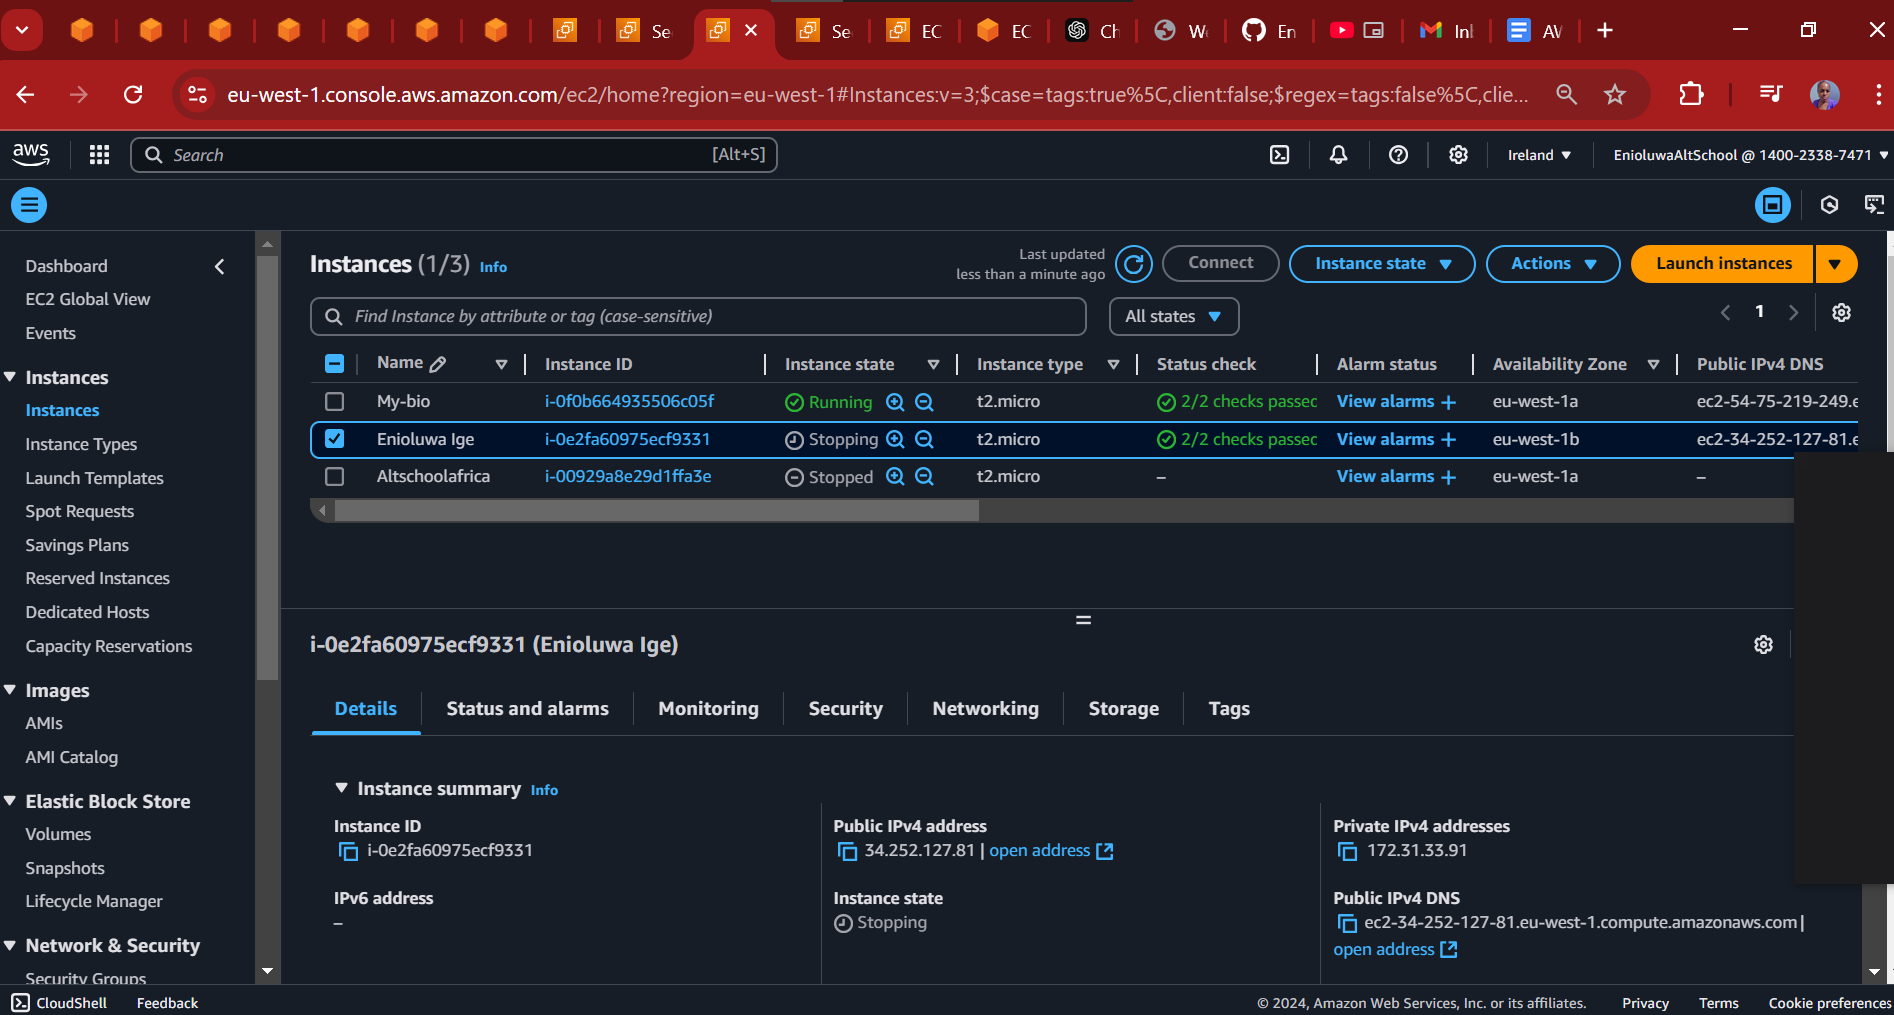 Se
Se
EC
EC
Ch
W
En
In
AV
eu-west-1.console.aws.amazon.com/ec2/home?region=eu-west-1#Instances:v=3;$case=tags:true%5C,client:false;$regex=tags:false%5C,clie...
aws
Search
[Alt+S]
Ireland
EnioluwaAltSchool @ 1400-2338-7471
Dashboard
EC2 Global View
Events
Instances
Instances
Instance Types
Launch Templates
Spot Requests
Savings Plans
Reserved Instances
Dedicated Hosts
Capacity Reservations
Images
AMIs
AMI Catalog
Elastic Block Store
Volumes
Snapshots
Lifecycle Manager
Network & Security
Security Groups
Instances (1/3) Info
Last updated
less than a minute ago
Connect
Instance state
Actions
Launch instances
Find Instance by attribute or tag (case-sensitive)
All states
1
Name Instance ID Instance state Instance type Status check Alarm status Availability Zone Public IPv4 DNS
My-bio i-0f0b664935506c05f Running t2.micro 2/2 checks passec View alarms + eu-west-1a ec2-54-75-219-249.e
Enioluwa Ige i-0e2fa60975ecf9331 Stopping t2.micro 2/2 checks passec View alarms + eu-west-1b ec2-34-252-127-81.e
Altschoolafrica i-00929a8e29d1ffa3e Stopped t2.micro – View alarms + eu-west-1a –
i-0e2fa60975ecf9331 (Enioluwa Ige)
Details
Status and alarms
Monitoring
Security
Networking
Storage
Tags
Instance summary Info
Instance ID
i-0e2fa60975ecf9331
IPv6 address
–
Public IPv4 address
34.252.127.81 | open address
Instance state
Stopping
Private IPv4 addresses
172.31.33.91
Public IPv4 DNS
ec2-34-252-127-81.eu-west-1.compute.amazonaws.com |
open address
CloudShell
Feedback
© 2024, Amazon Web Services, Inc. or its affiliates.
Privacy
Terms
Cookie preferences